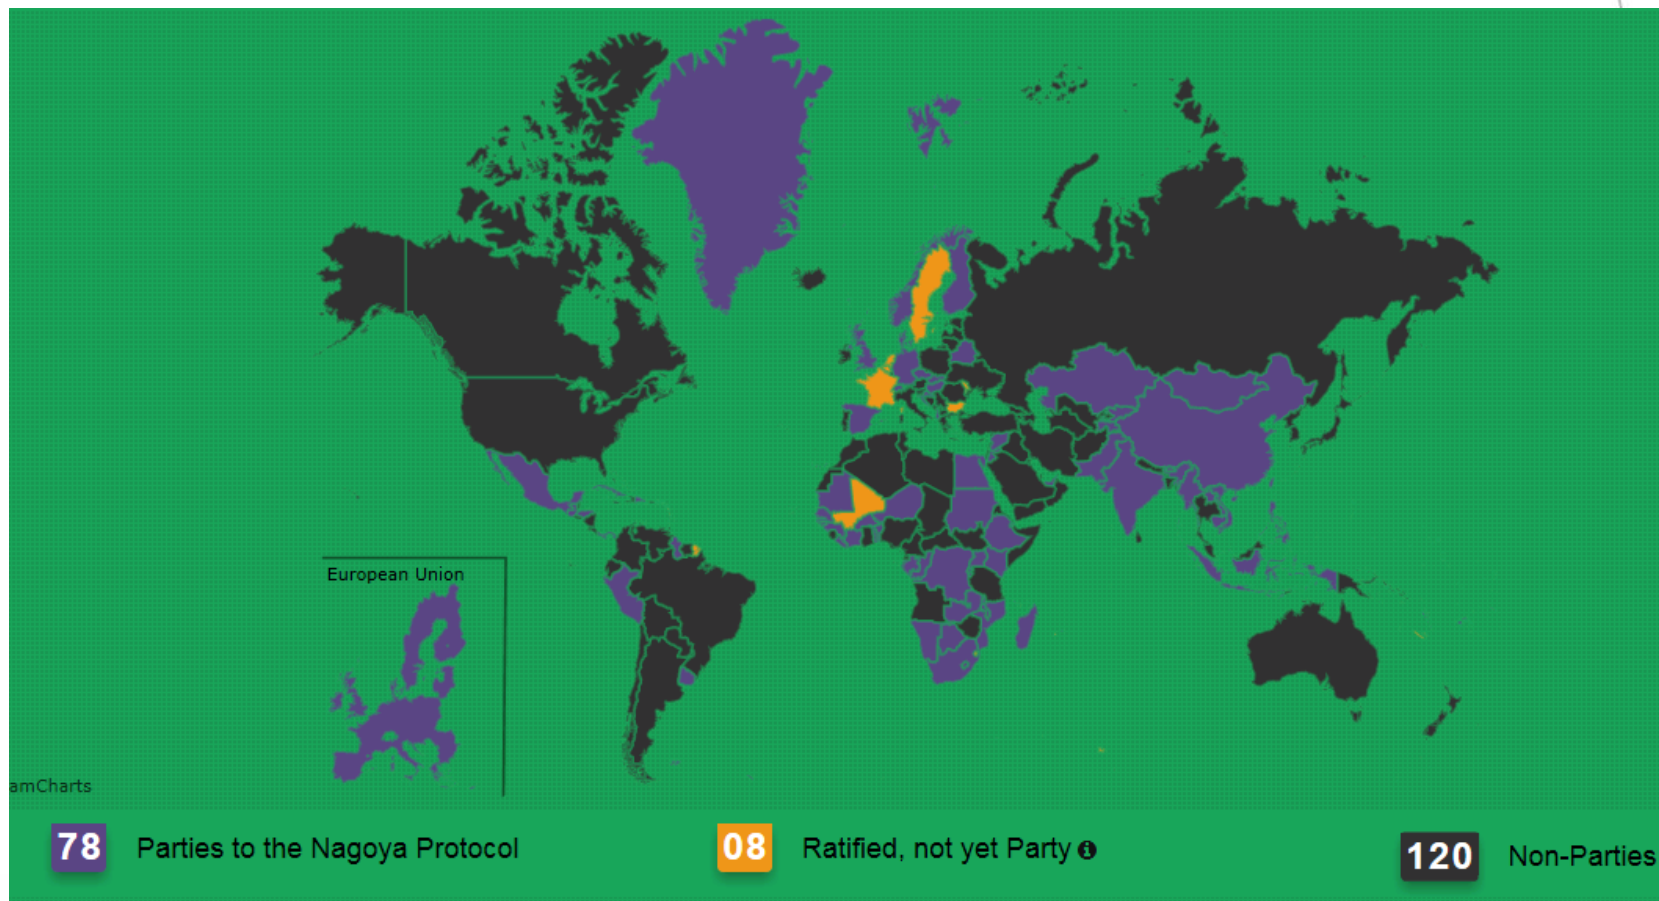 European Union
amCharts
78 Parties to the Nagoya Protocol
08 Ratified, not yet Party
120 Non-Parties